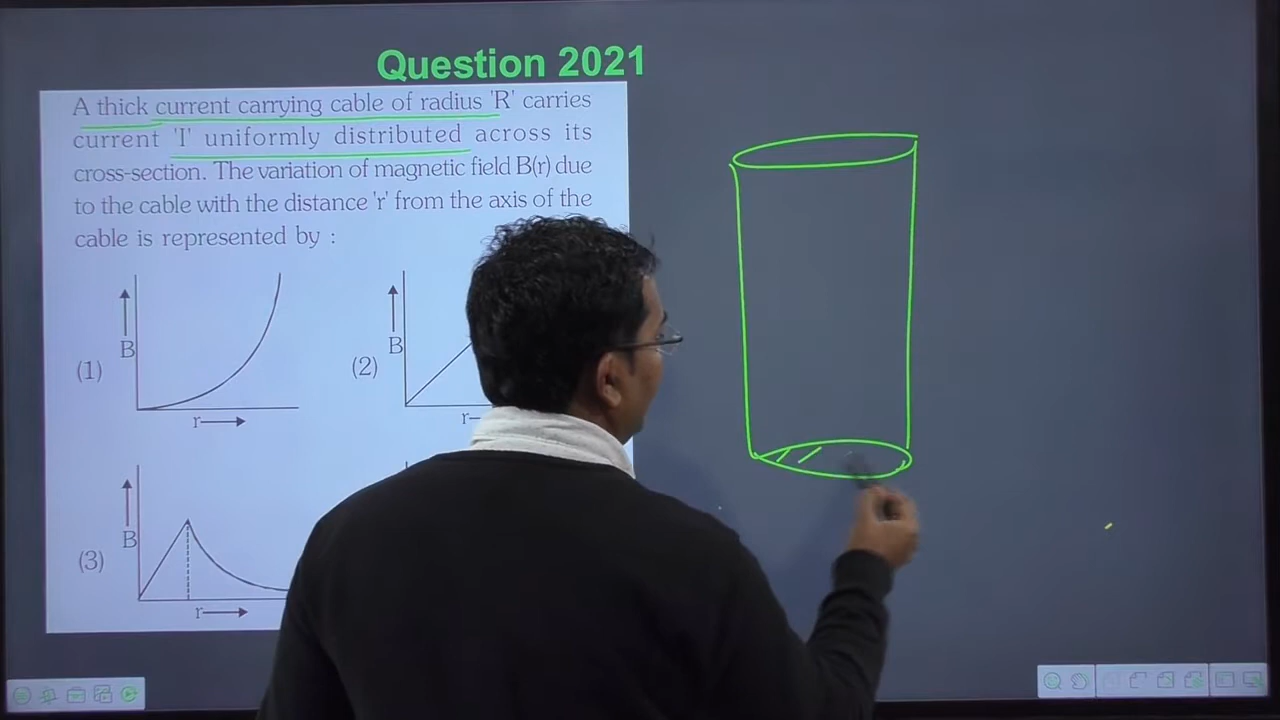 Question 2021
A thick current carrying cable of radius 'R' carries
current 'I' uniformly distributed across its
cross-section. The variation of magnetic field B(r) due
to the cable with the distance 'r' from the axis of the
cable is represented by :
(1)
B
r
(2)
B
r
(3)
B
r